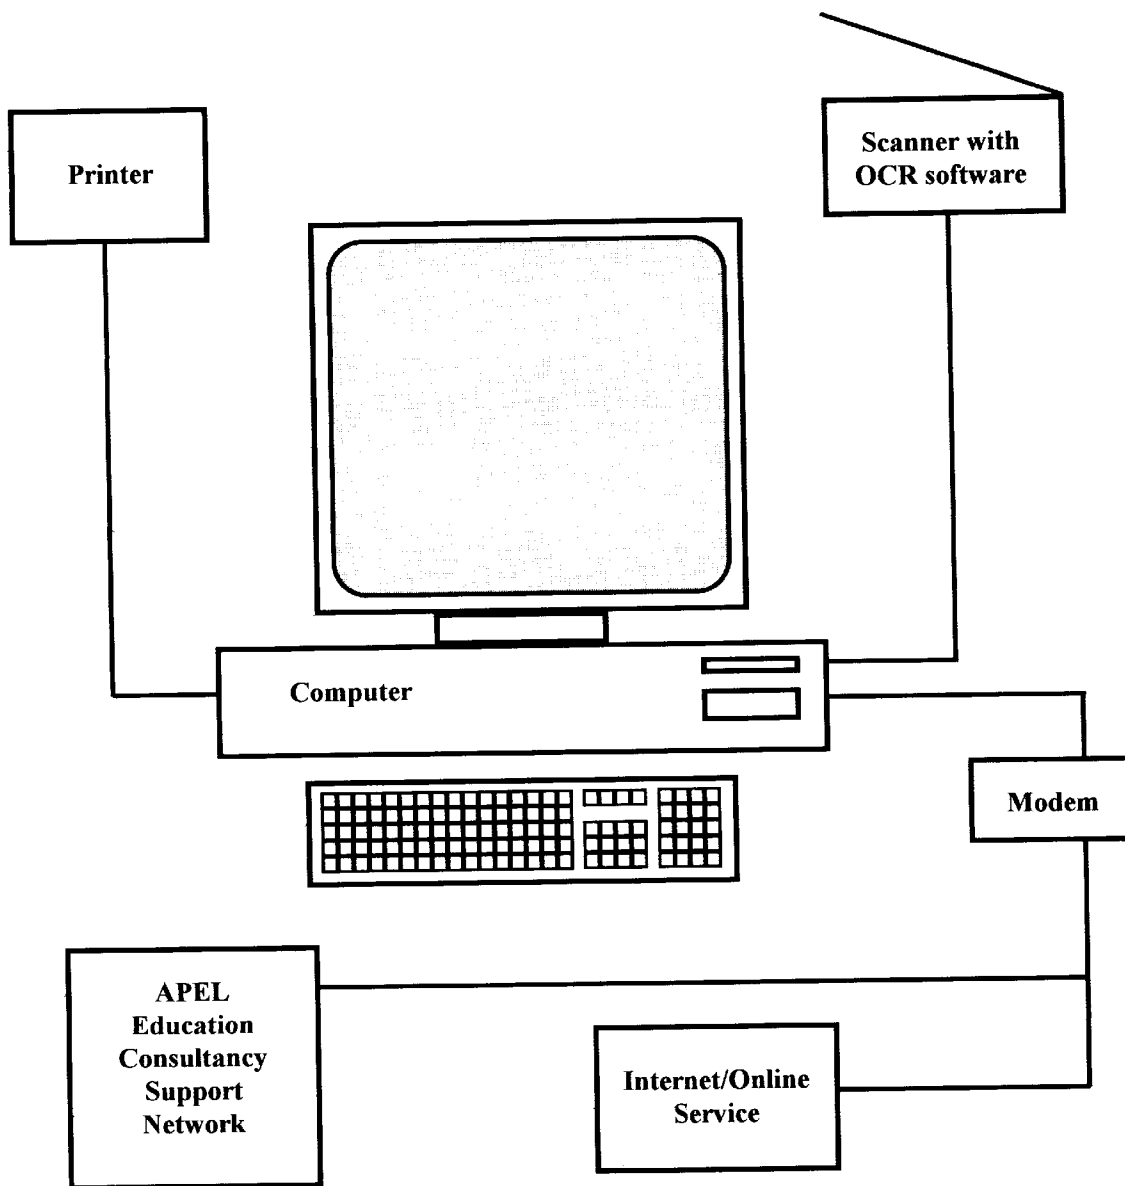 Printer
Scanner with
OCR software
Computer
Modem
APEL
Education
Consultancy
Support
Network
Internet/Online
Service